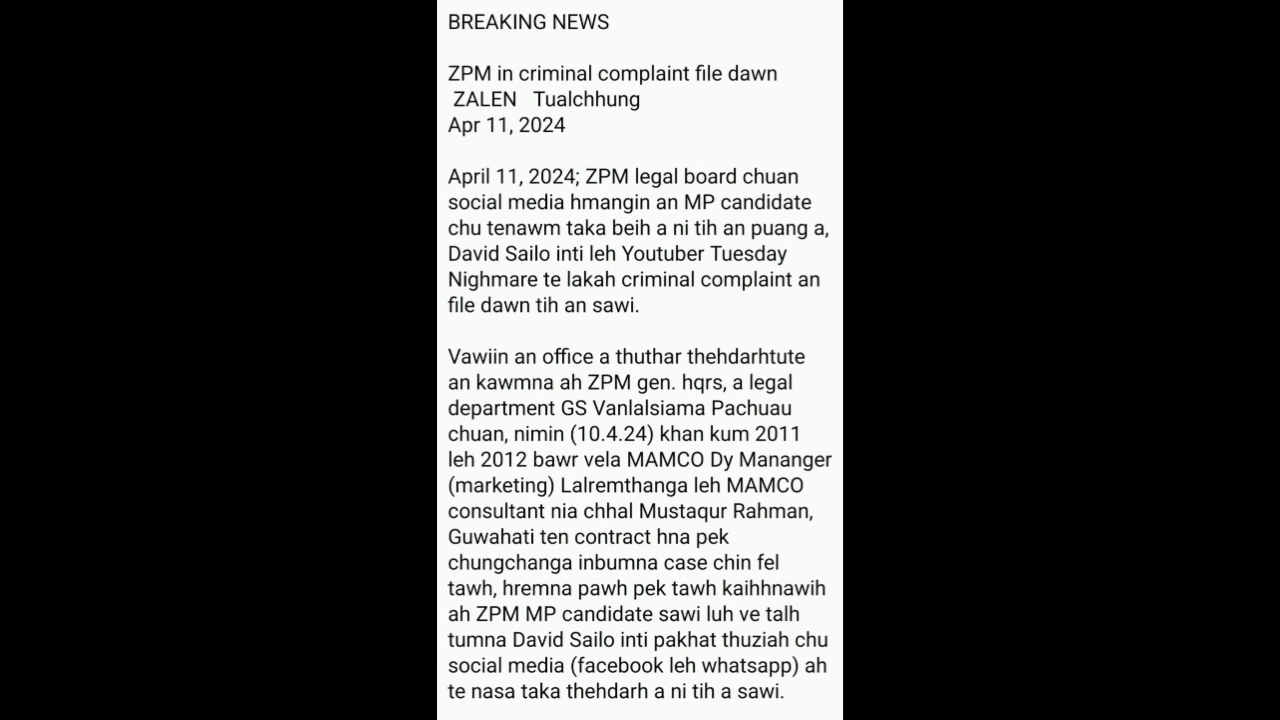 BREAKING NEWS
ZPM in criminal complaint file dawn
ZALEN Tualchhung
Apr 11, 2024
April 11, 2024; ZPM legal board chuan
social media hmangin an MP candidate
chu tenawm taka beih a ni tih an puang a,
David Sailo inti leh Youtuber Tuesday
Nighmare te lakah criminal complaint an
file dawn tih an sawi.
Vawiin an office a thuthar thehdarhtute
an kawmna ah ZPM gen. hqrs, a legal
department GS Vanlalsiama Pachuau
chuan, nimin (10.4.24) khan kum 2011
leh 2012 bawr vela MAMCO Dy Mananger
(marketing) Lalremthanga leh MAMCO
consultant nia chhal Mustaqur Rahman,
Guwahati ten contract hna pek
chungchanga inbumna case chin fel
tawh, hremna pawh pek tawh kaihhnawih
ah ZPM MP candidate sawi luh ve talh
tumna David Sailo inti pakhat thuziah chu
social media (facebook leh whatsapp) ah
te nasa taka thehdarh a ni tih a sawi.